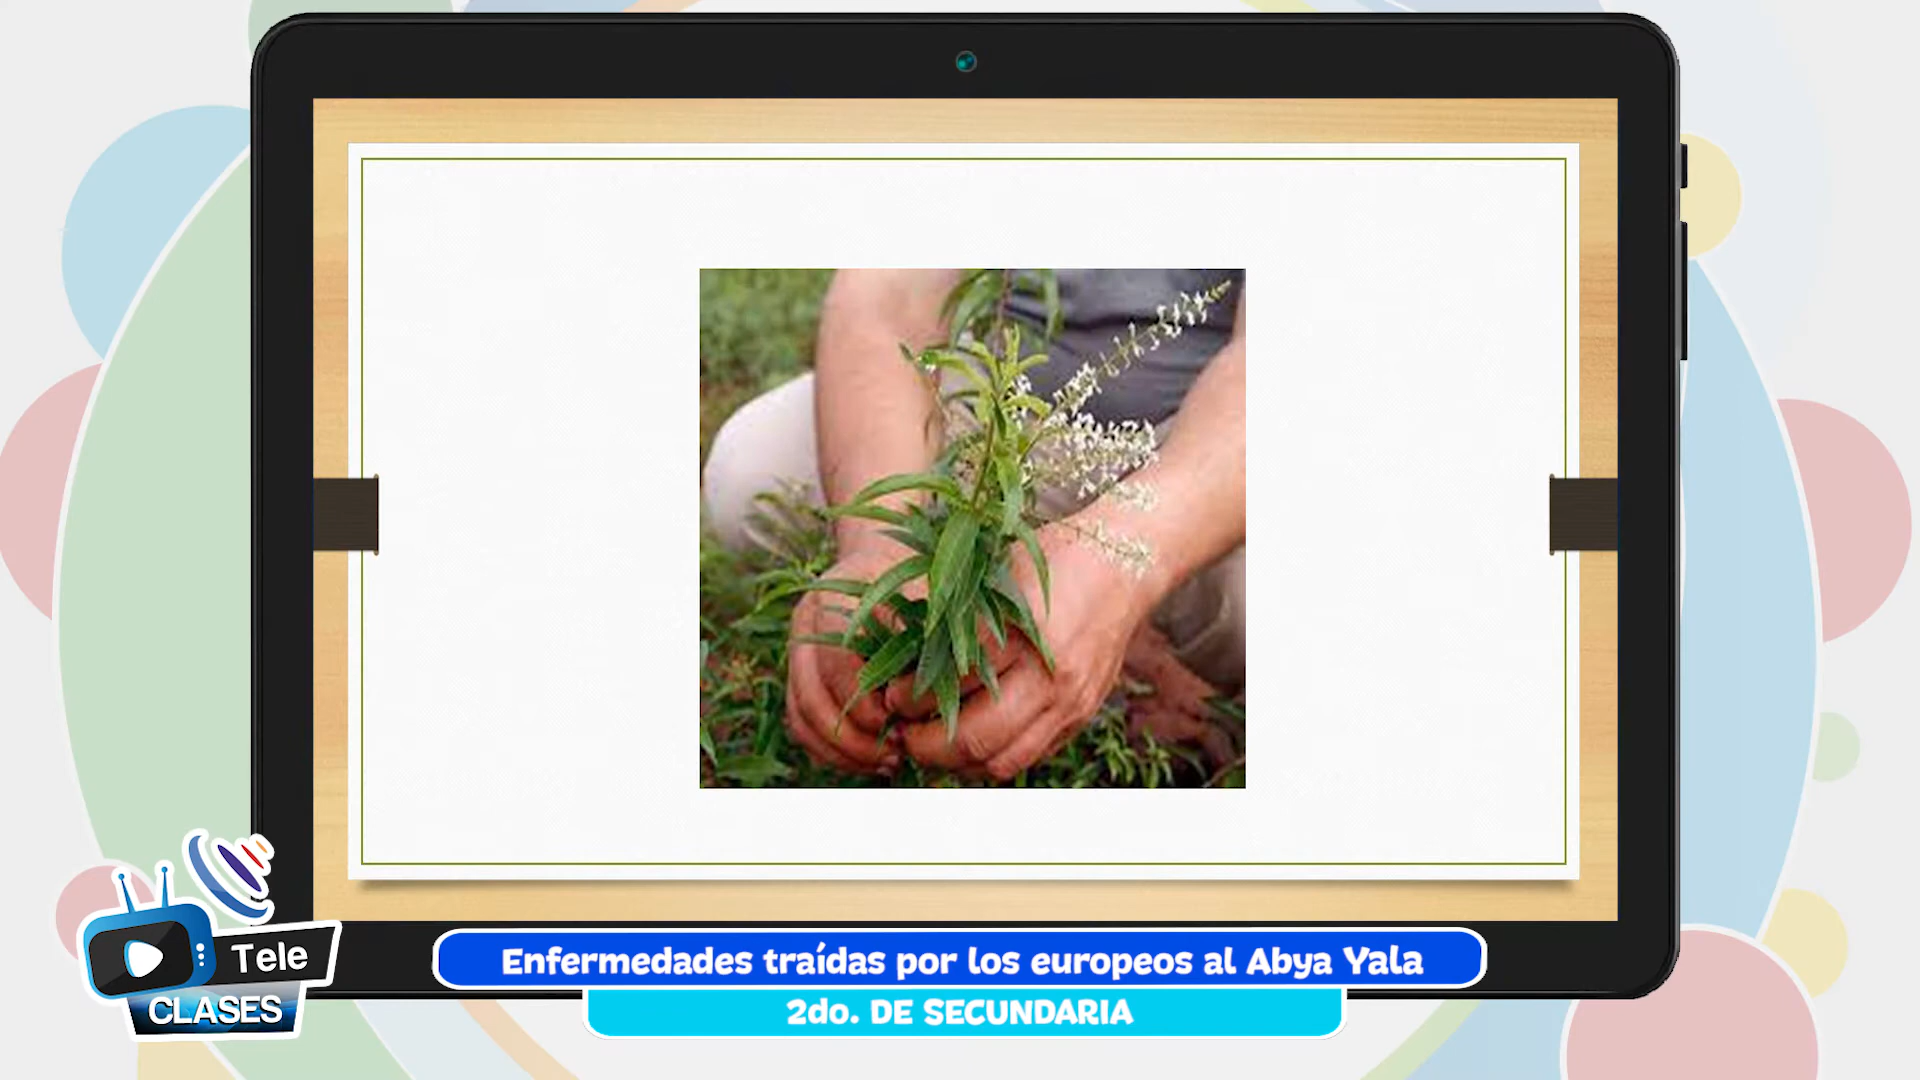 Tele
CLASES
Enfermedades traídas por los europeos al Abya Yala
2do. DE SECUNDARIA